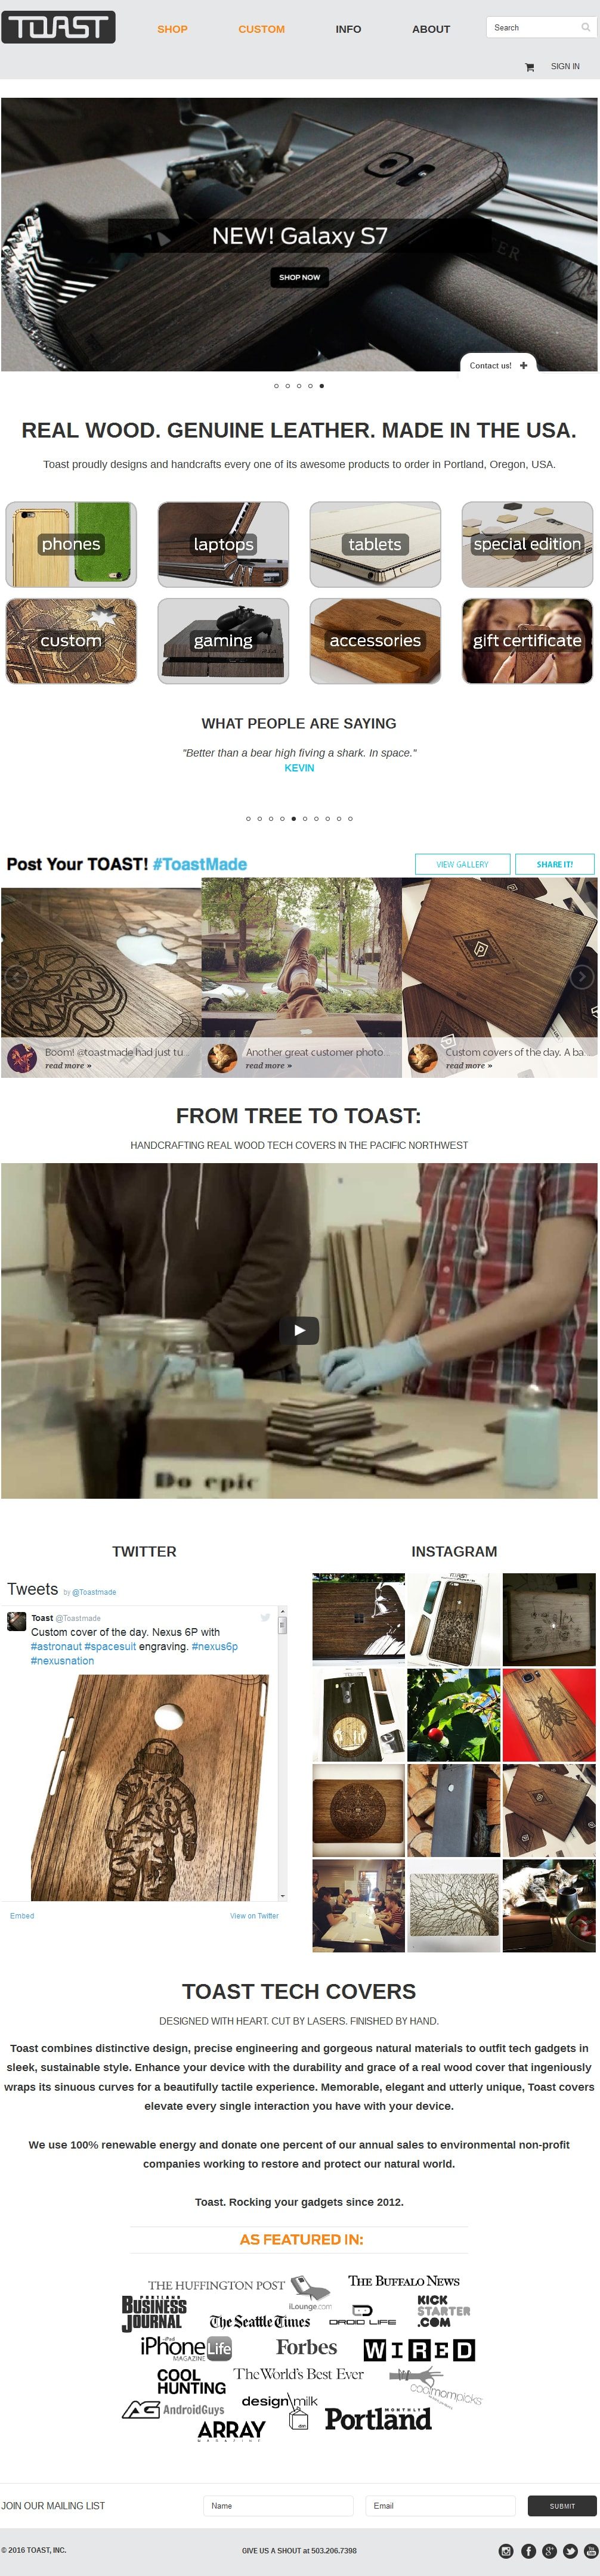 TOAST
SHOP
CUSTOM
INFO
ABOUT
Search
SIGN IN
NEW! Galaxy S7
SHOP NOW
Contact us!
REAL WOOD. GENUINE LEATHER. MADE IN THE USA.
Toast proudly designs and handcrafts every one of its awesome products to order in Portland, Oregon, USA.
phones
laptops
tablets
special edition
custom
gaming
accessories
gift certificate
WHAT PEOPLE ARE SAYING
"Better than a bear high fiving a shark. In space."
KEVIN
Post Your TOAST! #ToastMade
VIEW GALLERY
SHARE IT!
Boom! @toastmade had just tu...
read more »
Another great customer photo...
read more »
Custom covers of the day. A ba...
read more »
FROM TREE TO TOAST:
HANDCRAFTING REAL WOOD TECH COVERS IN THE PACIFIC NORTHWEST
Do epic
TWITTER
INSTAGRAM
Tweets by @Toastmade
Toast @Toastmade
Custom cover of the day. Nexus 6P with
#astronaut #spacesuit engraving. #nexus6p
#nexusnation
Embed
View on Twitter
TOAST TECH COVERS
DESIGNED WITH HEART. CUT BY LASERS. FINISHED BY HAND.
Toast combines distinctive design, precise engineering and gorgeous natural materials to outfit tech gadgets in
sleek, sustainable style. Enhance your device with the durability and grace of a real wood cover that ingeniously
wraps its sinuous curves for a beautifully tactile experience. Memorable, elegant and utterly unique, Toast covers
elevate every single interaction you have with your device.
We use 100% renewable energy and donate one percent of our annual sales to environmental non-profit
companies working to restore and protect our natural world.
Toast. Rocking your gadgets since 2012.
AS FEATURED IN:
THE HUFFINGTON POST
iLounge.com
THE BUFFALO NEWS
PORTLAND
BUSINESS
JOURNAL
The Seattle Times
DROID LIFE
KICK
STARTER
.COM
iPhone Life
MAGAZINE
Forbes
WIRED
COOL
HUNTING
The World's Best Ever
coolmompicks
AG AndroidGuys
design milk
ARRAY
MAGAZINE
Portland
MONTHLY
JOIN OUR MAILING LIST
Name
Email
SUBMIT
© 2016 TOAST, INC.
GIVE US A SHOUT at 503.206.7398